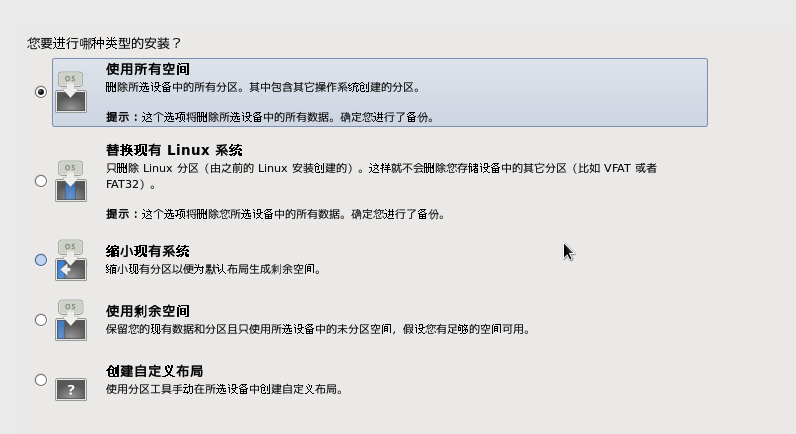 您要进行哪种类型的安装？
OS
使用所有空间
删除所选设备中的所有分区。其中包含其它操作系统创建的分区。
提示：这个选项将删除所选设备中的所有数据。确定您进行了备份。
OS
替换现有 Linux 系统
只删除 Linux 分区（由之前的 Linux 安装创建的）。这样就不会删除您存储设备中的其它分区（比如 VFAT 或者
FAT32）。
提示：这个选项将删除您所选设备中的所有数据。确定您进行了备份。
OS
缩小现有系统
缩小现有分区以便为默认布局生成剩余空间。
OS
使用剩余空间
保留您的现有数据和分区且只使用所选设备中的未分区空间，假设您有足够的空间可用。
?
创建自定义布局
使用分区工具手动在所选设备中创建自定义布局。